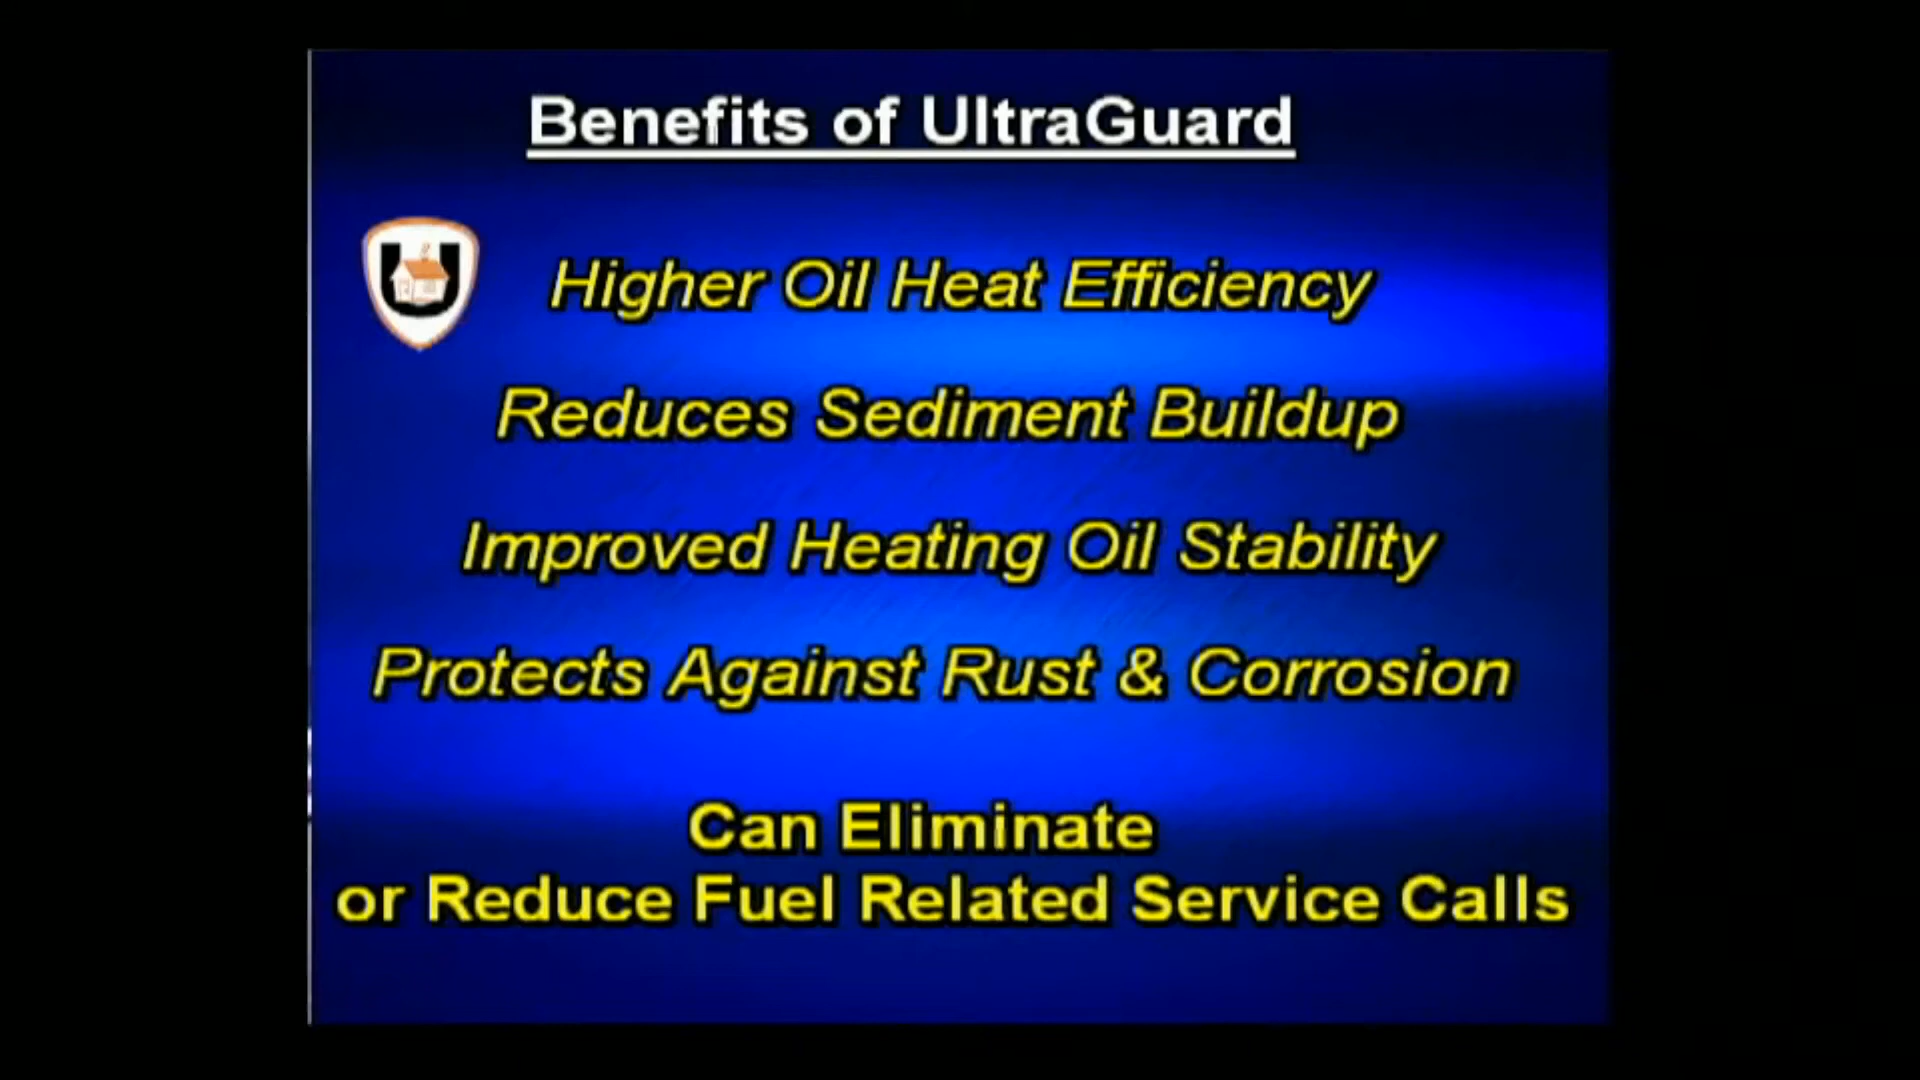 Benefits of UltraGuard
U
Higher Oil Heat Efficiency
Reduces Sediment Buildup
Improved Heating Oil Stability
Protects Against Rust & Corrosion
Can Eliminate
or Reduce Fuel Related Service Calls